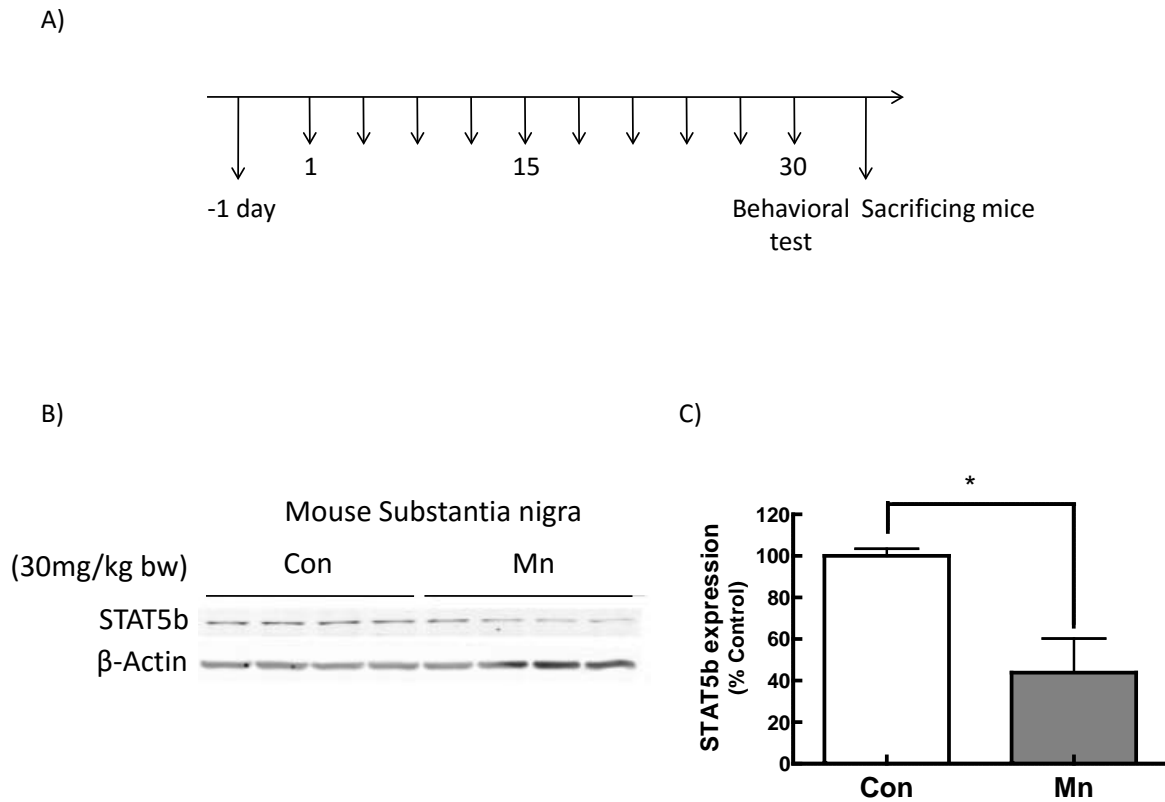 A)
1
15
30
-1 day
Behavioral
test
Sacrificing mice
B)
Mouse Substantia nigra
(30mg/kg bw)
Con
Mn
STAT5b
β-Actin
C)
*
STAT5b expression
(% Control)
120
100
80
60
40
20
0
Con
Mn